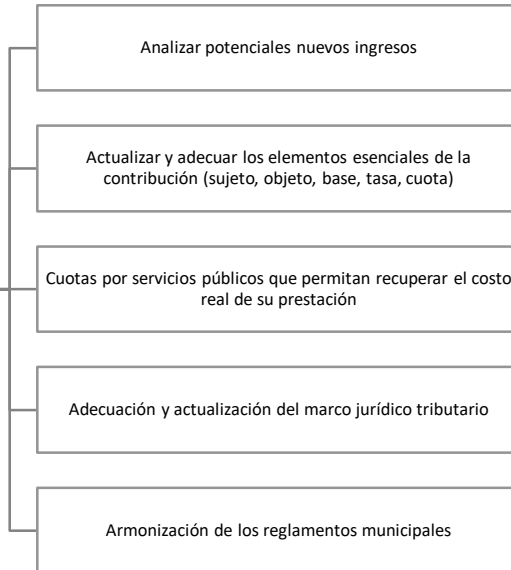 Analizar potenciales nuevos ingresos
Actualizar y adecuar los elementos esenciales de la
contribución (sujeto, objeto, base, tasa, cuota)
Cuotas por servicios públicos que permitan recuperar el costo
real de su prestación
Adecuación y actualización del marco jurídico tributario
Armonización de los reglamentos municipales